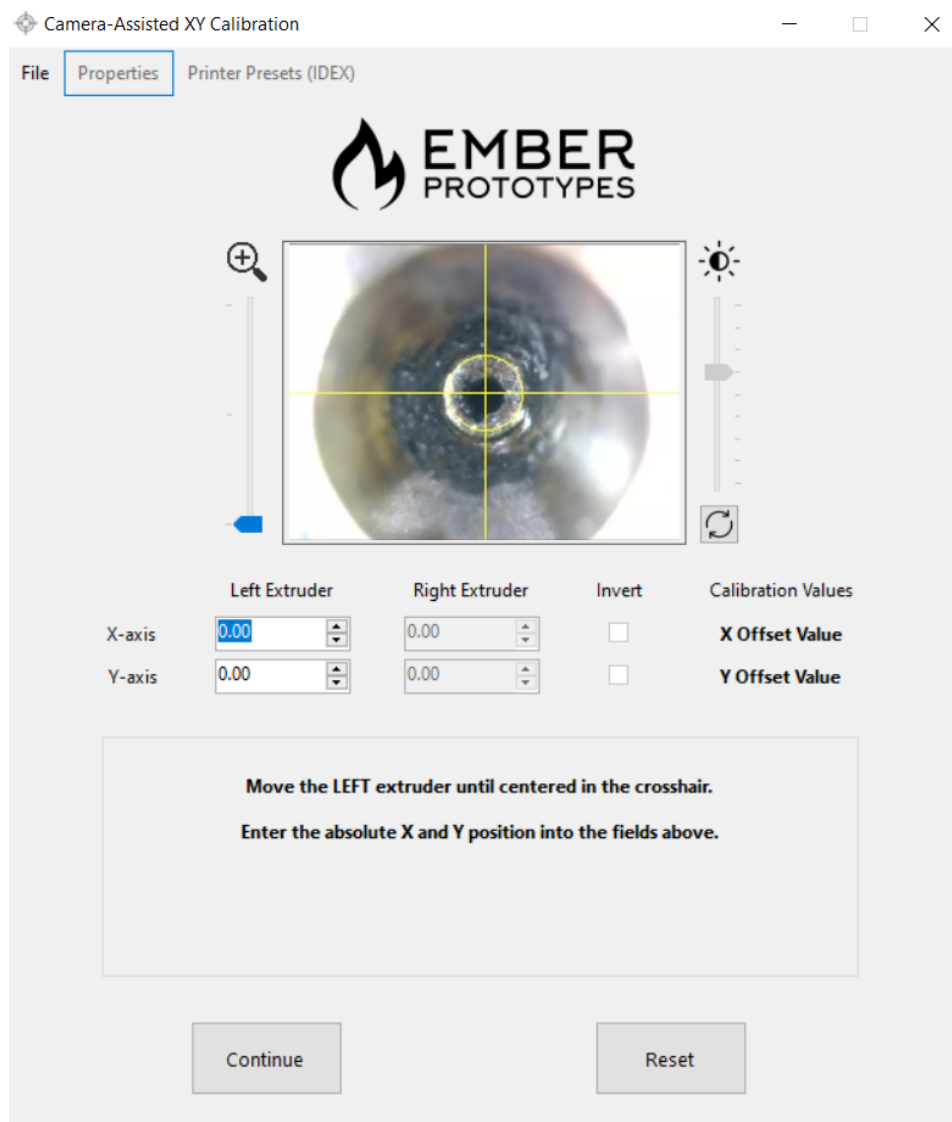 Camera-Assisted XY Calibration
File Properties Printer Presets (IDEX)
EMBER
PROTOTYPES
Left Extruder Right Extruder Invert Calibration Values
X-axis 0.00 0.00 X Offset Value
Y-axis 0.00 0.00 Y Offset Value
Move the LEFT extruder until centered in the crosshair.
Enter the absolute X and Y position into the fields above.
Continue Reset